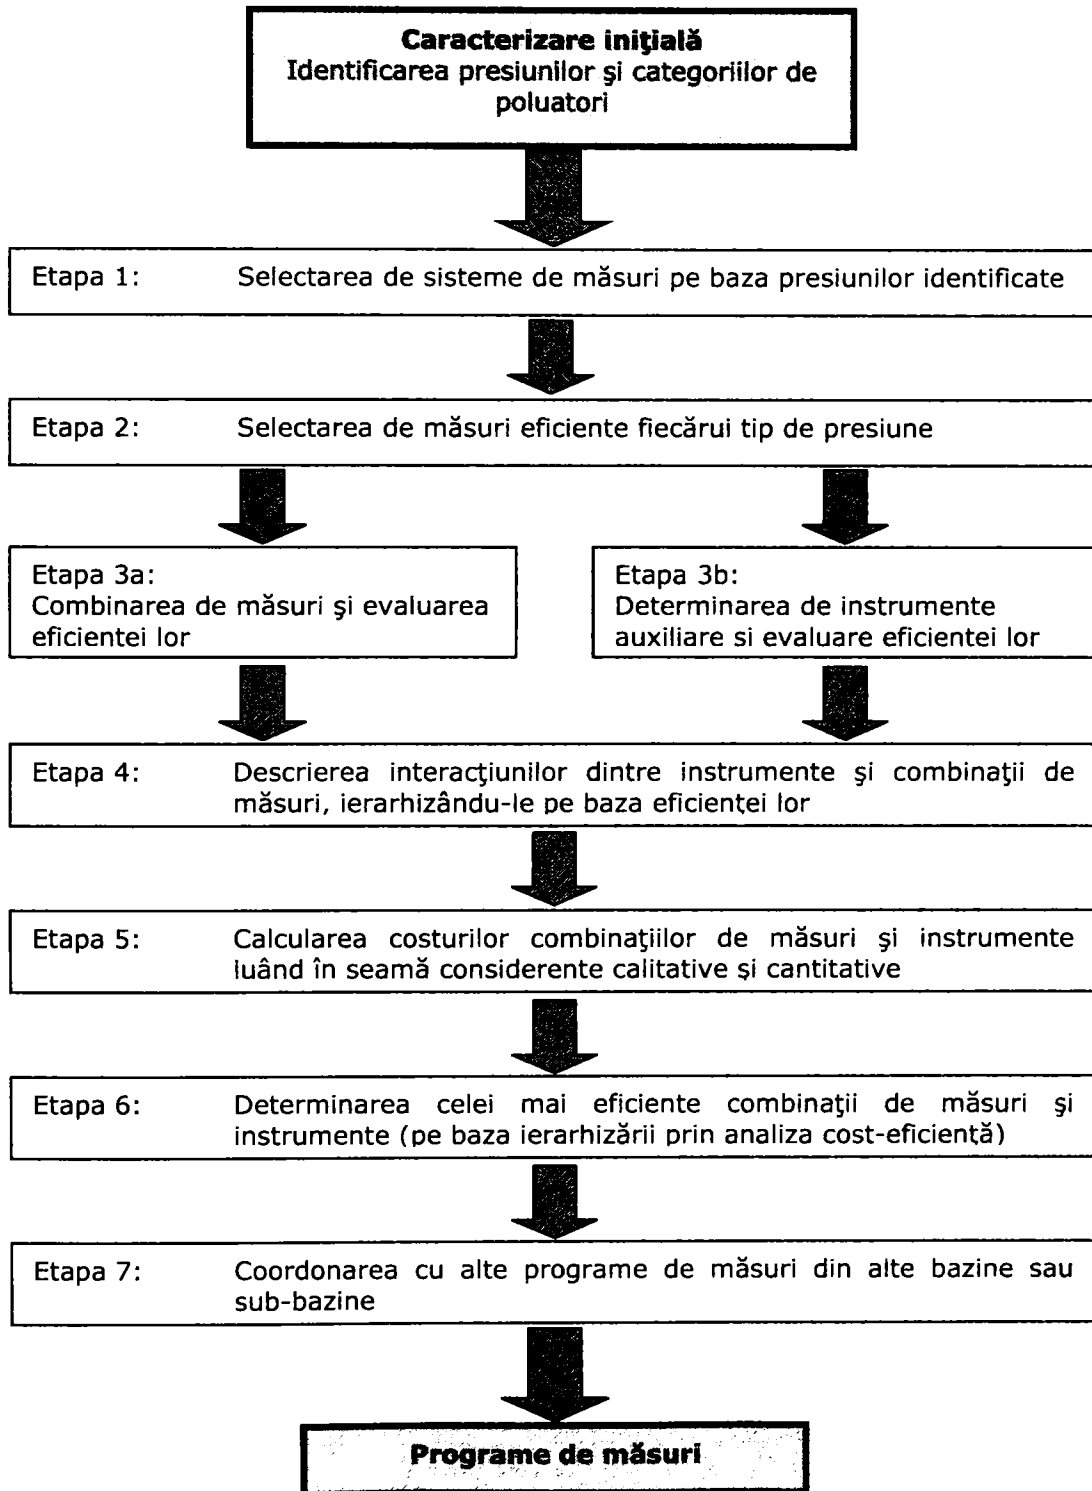 Caracterizare iniţială
Identificarea presiunilor şi categoriilor de
poluatori
Etapa 1: Selectarea de sisteme de măsuri pe baza presiunilor identificate
Etapa 2: Selectarea de măsuri eficiente fiecărui tip de presiune
Etapa 3a:
Combinarea de măsuri şi evaluarea
eficientei lor
Etapa 3b:
Determinarea de instrumente
auxiliare si evaluare eficientei lor
Etapa 4: Descrierea interacţiunilor dintre instrumente şi combinaţii de
măsuri, ierarhizându-le pe baza eficienţei lor
Etapa 5: Calcularea costurilor combinaţiilor de măsuri şi instrumente
luând în seamă considerente calitative şi cantitative
Etapa 6: Determinarea celei mai eficiente combinaţii de măsuri şi
instrumente (pe baza ierarhizării prin analiza cost-eficienţă)
Etapa 7: Coordonarea cu alte programe de măsuri din alte bazine sau
sub-bazine
Programe de măsuri